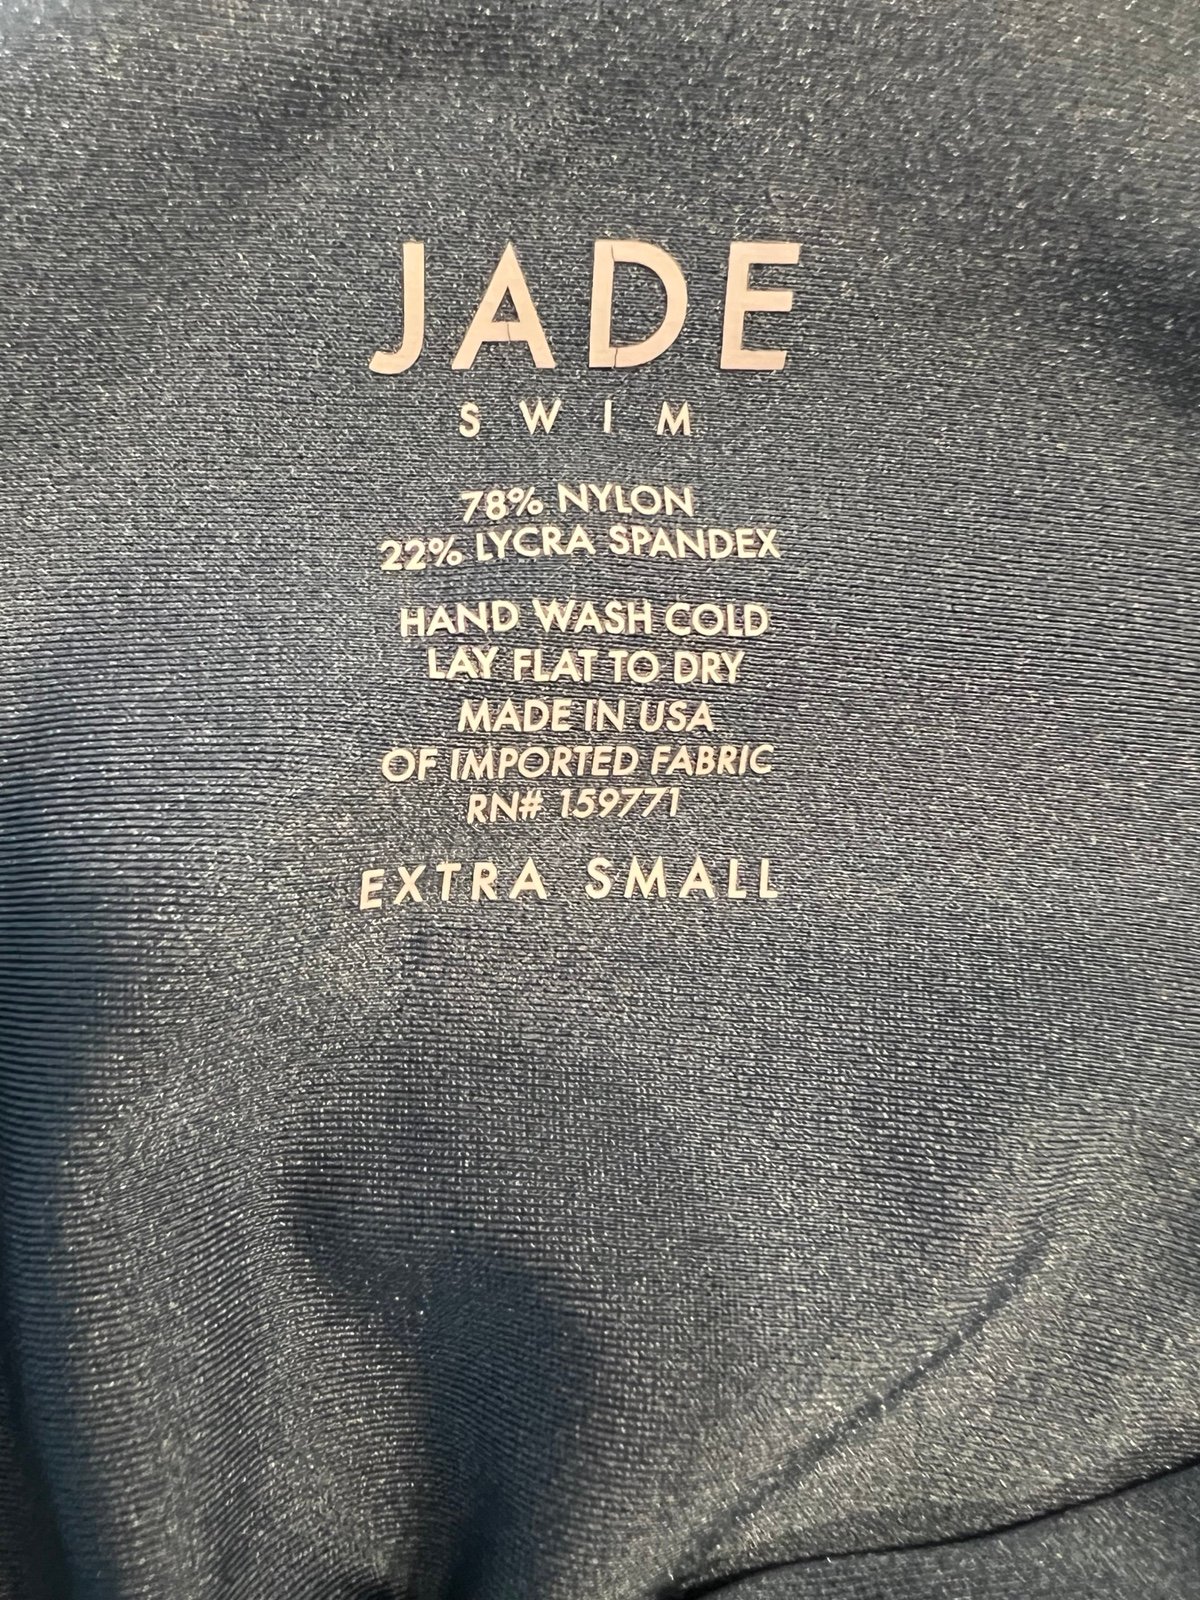 JADE
SWIM
78% NYLON
22% LYCRA SPANDEX
HAND WASH COLD
LAY FLAT TO DRY
MADE IN USA
OF IMPORTED FABRIC
RN# 159771
EXTRA SMALL